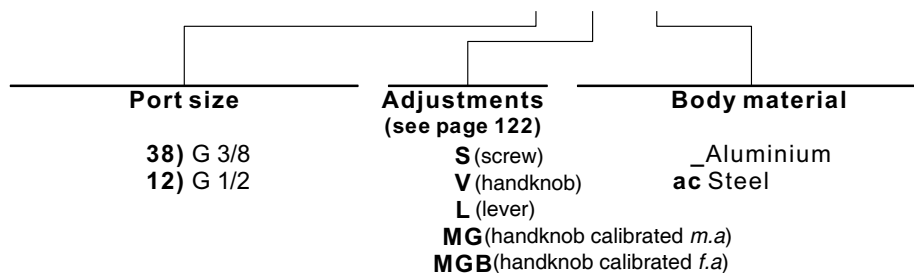 Port size Adjustments Body material
(see page 122)
38) G 3/8 S (screw) _Aluminium
12) G 1/2 V (handknob) ac Steel
L (lever)
MG (handknob calibrated m.a)
MGB (handknob calibrated f.a)